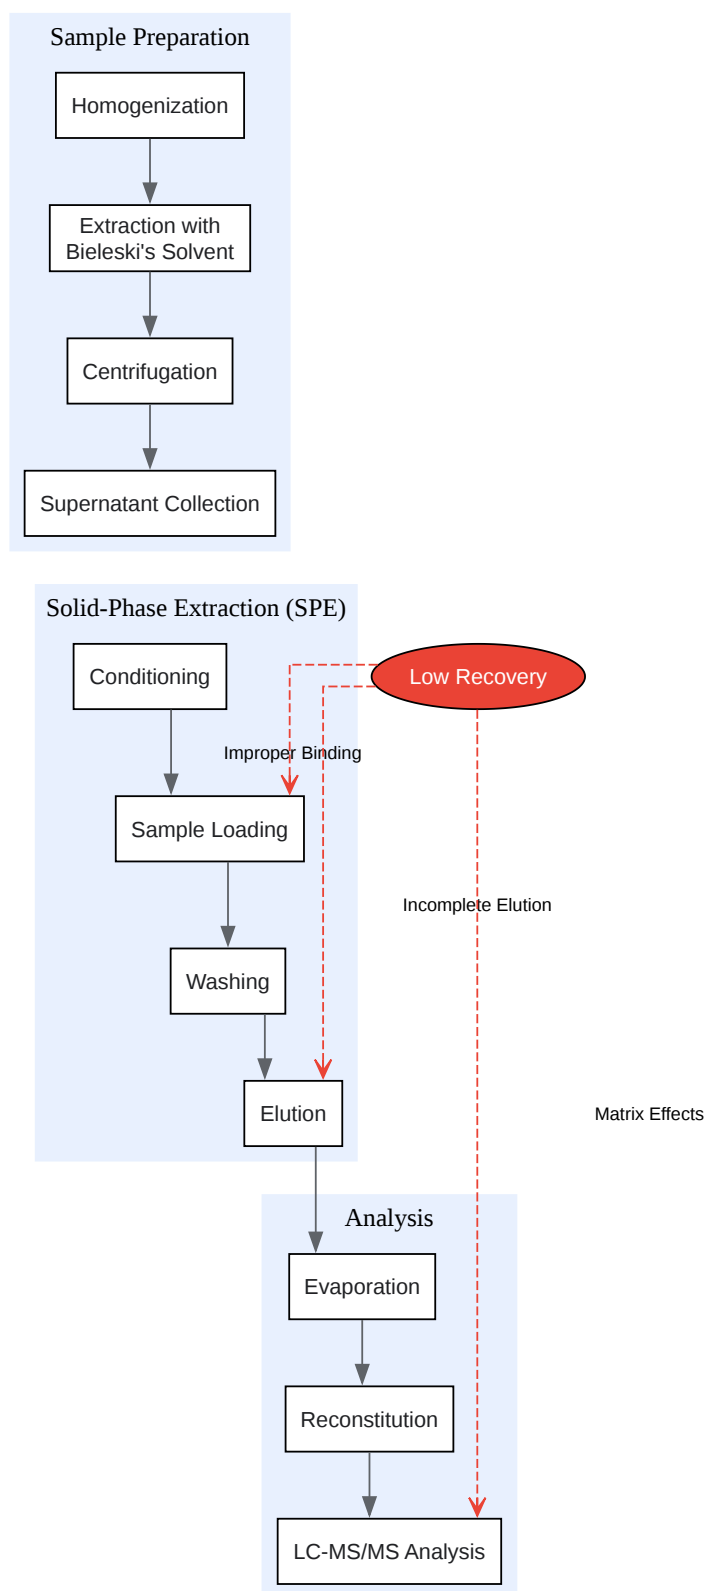 Sample Preparation
Homogenization
Extraction with
Bieleski's Solvent
Centrifugation
Supernatant Collection
Solid-Phase Extraction (SPE)
Conditioning
Low Recovery
Improper Binding
Sample Loading
Incomplete Elution
Washing
Elution
Matrix Effects
Analysis
Evaporation
Reconstitution
LC-MS/MS Analysis